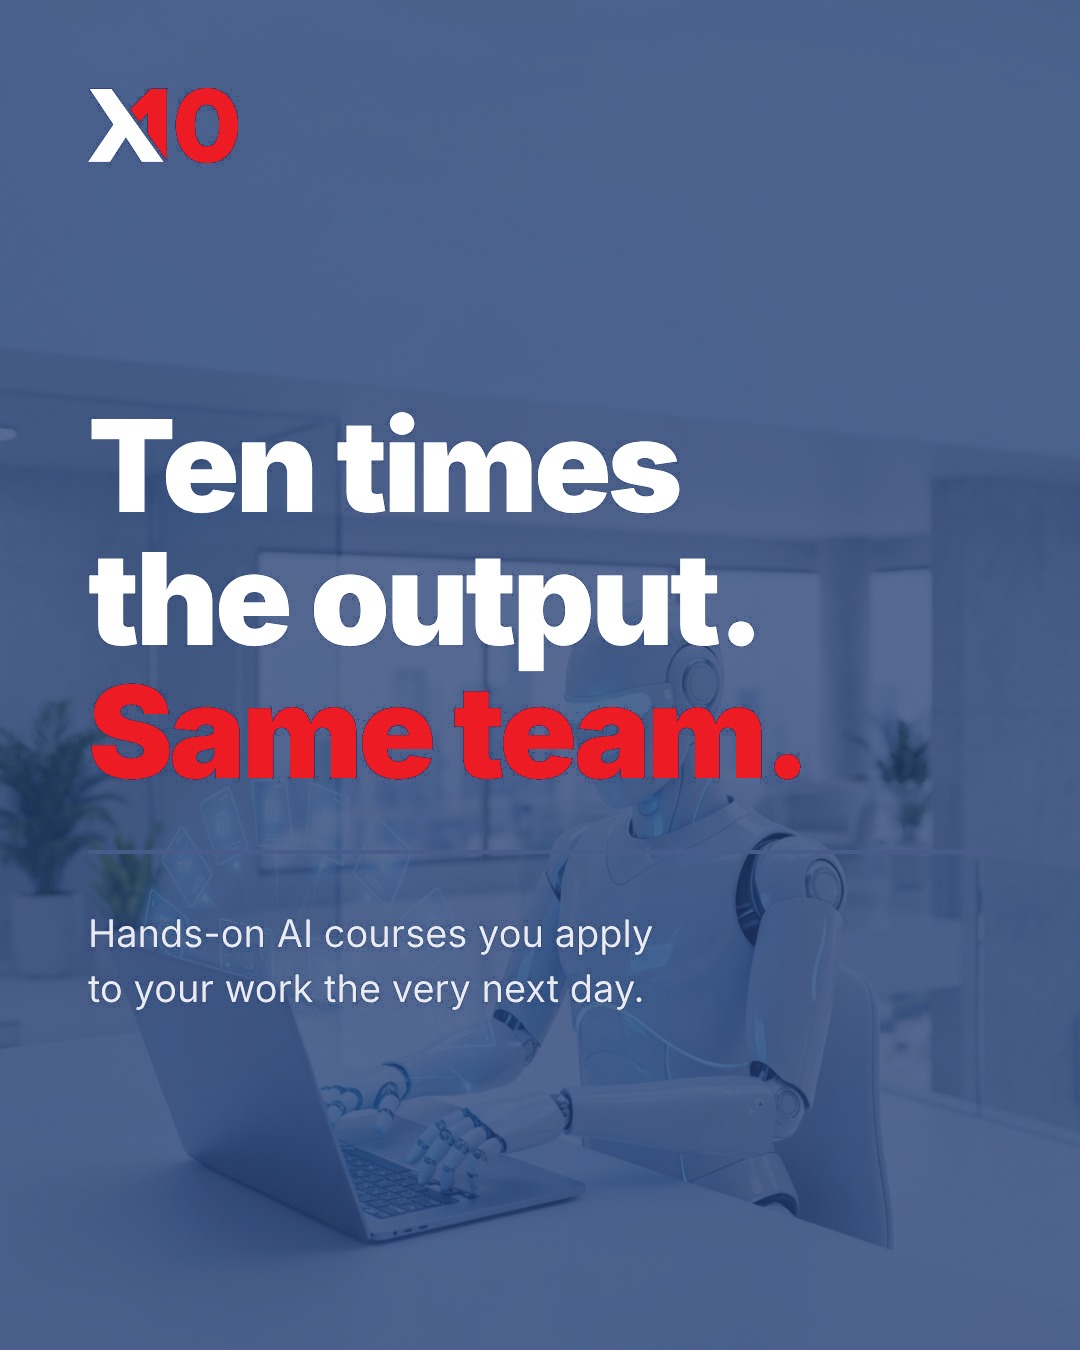 X10
Ten times
the output.
Same team.
Hands-on AI courses you apply
to your work the very next day.